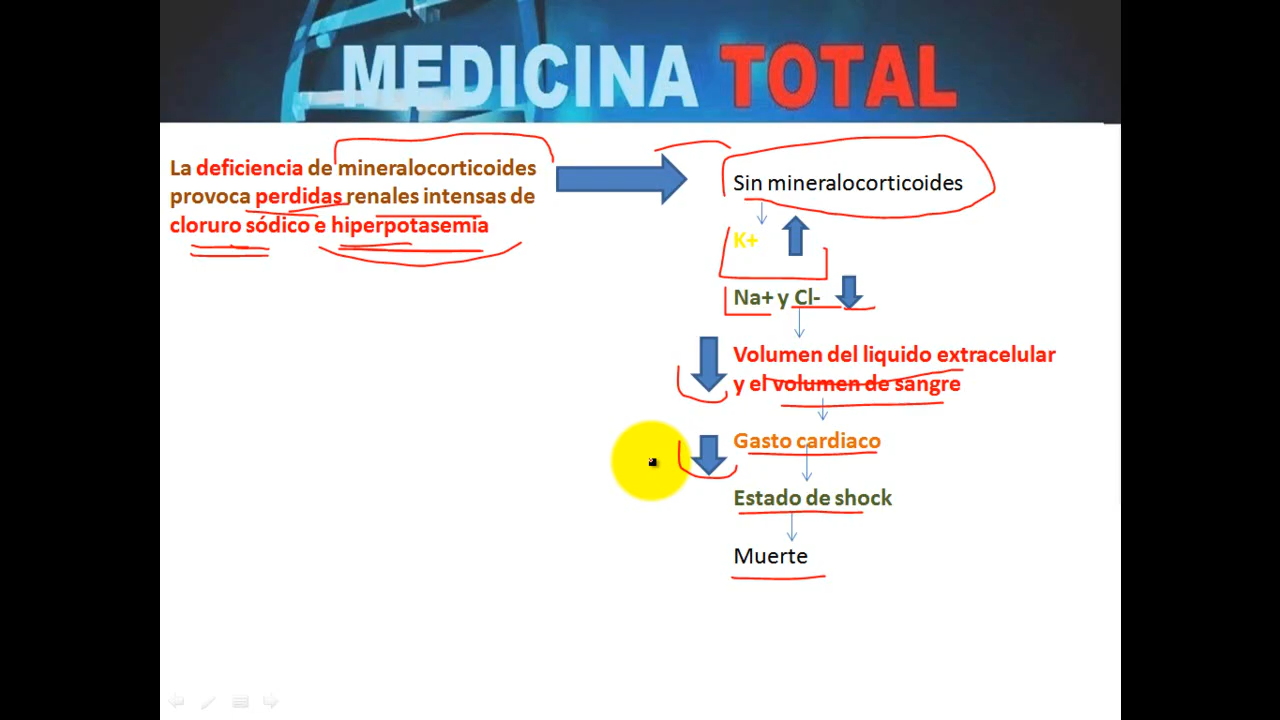 MEDICINA TOTAL
La deficiencia de mineralocorticoides
provoca perdidas renales intensas de
cloruro sódico e hiperpotasemia
Sin mineralocorticoides
K+
Na+ y Cl-
Volumen del liquido extracelular
y el volumen de sangre
Gasto cardiaco
Estado de shock
Muerte